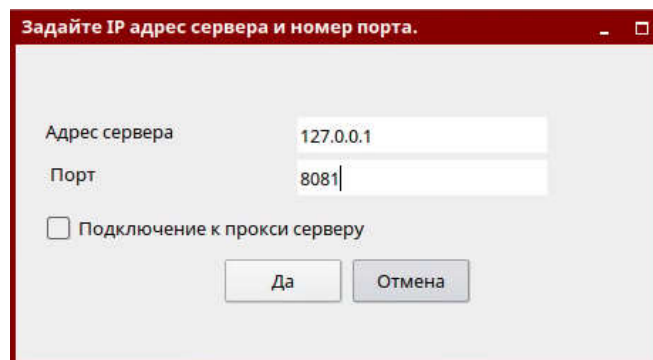 Задайте IP адрес сервера и номер порта.
Адрес сервера 127.0.0.1
Порт 8081
Подключение к прокси серверу
Да Отмена